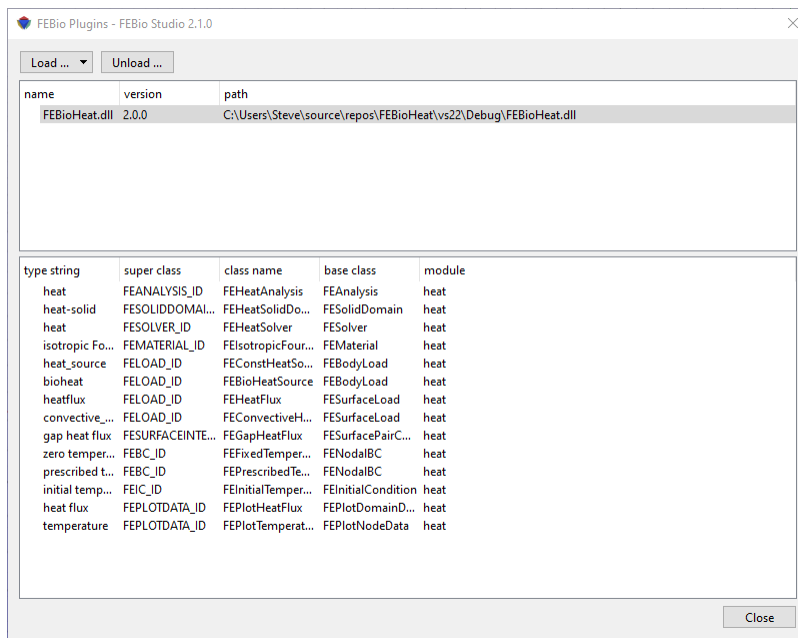 FEBio Plugins - FEBio Studio 2.1.0
Load ... Unload ...
name version path
FEBioHeat.dll 2.0.0 C:\Users\Steve\source\repos\FEBioHeat\vs22\Debug\FEBioHeat.dll
type string super class class name base class module
heat FEANALYSIS_ID FEHeatAnalysis FEAnalysis heat
heat-solid FESOLIDDOMAI... FEHeatSolidDo... FESolidDomain heat
heat FESOLVER_ID FEHeatSolver FESolver heat
isotropic Fo... FEMATERIAL_ID FEIsotropicFour... FEMaterial heat
heat_source FELOAD_ID FEConstHeatSo... FEBodyLoad heat
bioheat FELOAD_ID FEBioHeatSource FEBodyLoad heat
heatflux FELOAD_ID FEHeatFlux FESurfaceLoad heat
convective_... FELOAD_ID FEConvectiveH... FESurfaceLoad heat
gap heat flux FESURFACEINTE... FEGapHeatFlux FESurfacePairC... heat
zero temper... FEBC_ID FEFixedTemper... FENodalBC heat
prescribed t... FEBC_ID FEPrescribedTe... FENodalBC heat
initial temp... FEIC_ID FEInitialTemper... FEInitialCondition heat
heat flux FEPLOTDATA_ID FEPlotHeatFlux FEPlotDomainD... heat
temperature FEPLOTDATA_ID FEPlotTemperat... FEPlotNodeData heat
Close